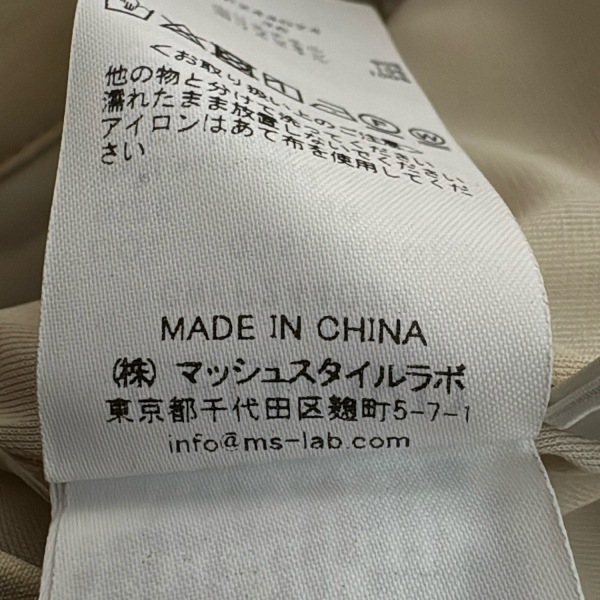 <お取り扱い上のご注意>
他の物と分けて洗ってください
濡れたまま放置しないでください
アイロンはあて布を使用してくだ
さい
MADE IN CHINA
(株) マッシュスタイルラボ
東京都千代田区麹町5-7-1
info@ms-lab.com